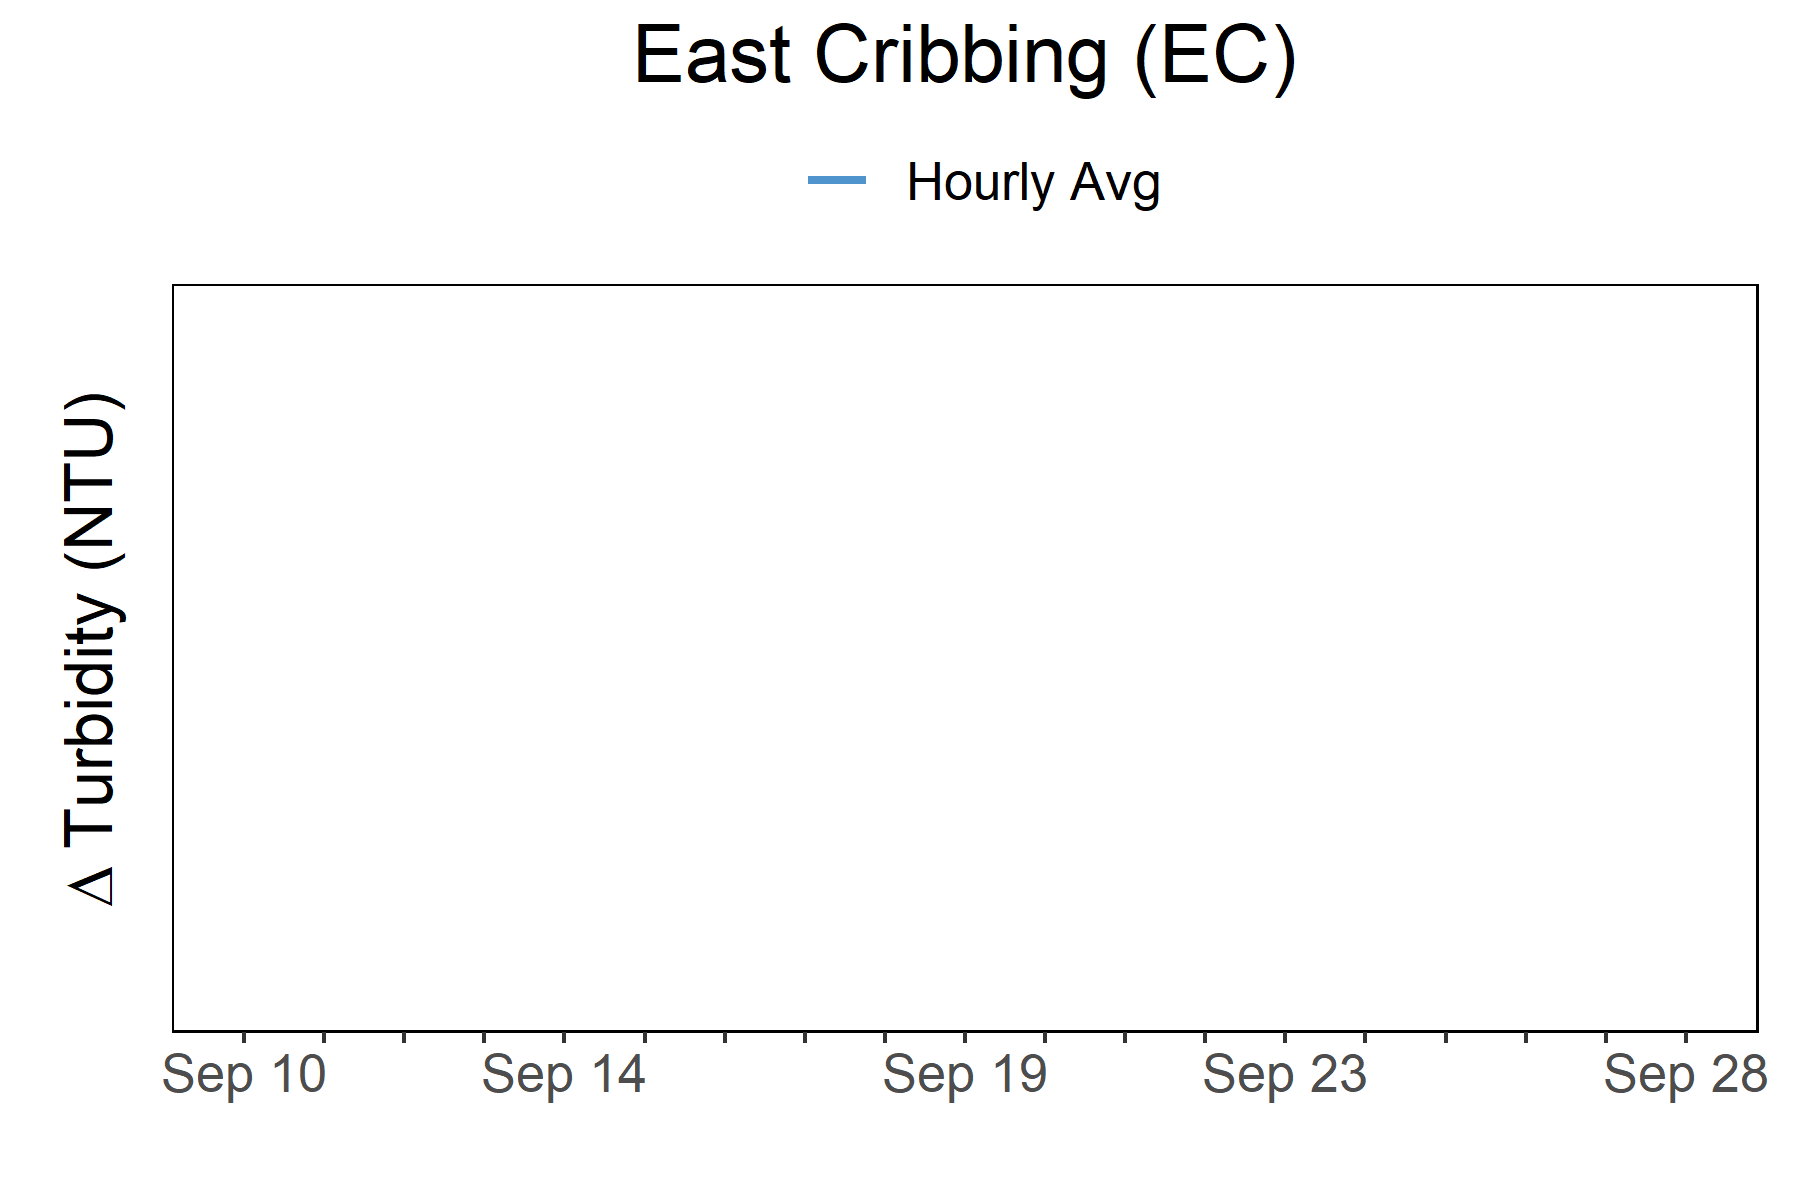 East Cribbing (EC)
Hourly Avg
Δ Turbidity (NTU)
Sep 10 Sep 14 Sep 19 Sep 23 Sep 28